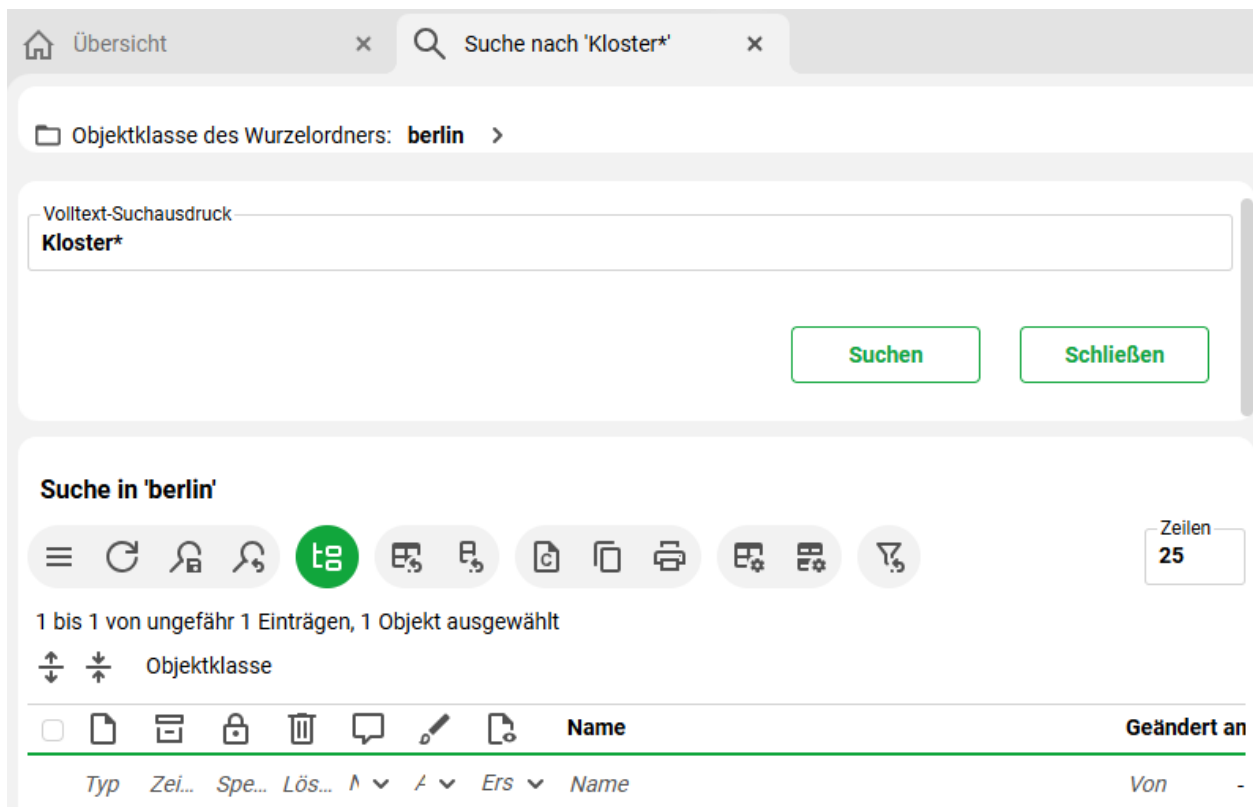 Übersicht
Suche nach 'Kloster*'
Objektklasse des Wurzelordners: berlin
Volltext-Suchausdruck
Kloster*
Suchen Schließen
Suche in 'berlin'
Zeilen
25
1 bis 1 von ungefähr 1 Einträgen, 1 Objekt ausgewählt
Objektklasse
Name Geändert an
Typ Zei... Spe... Lös... N A Ers Name Von -